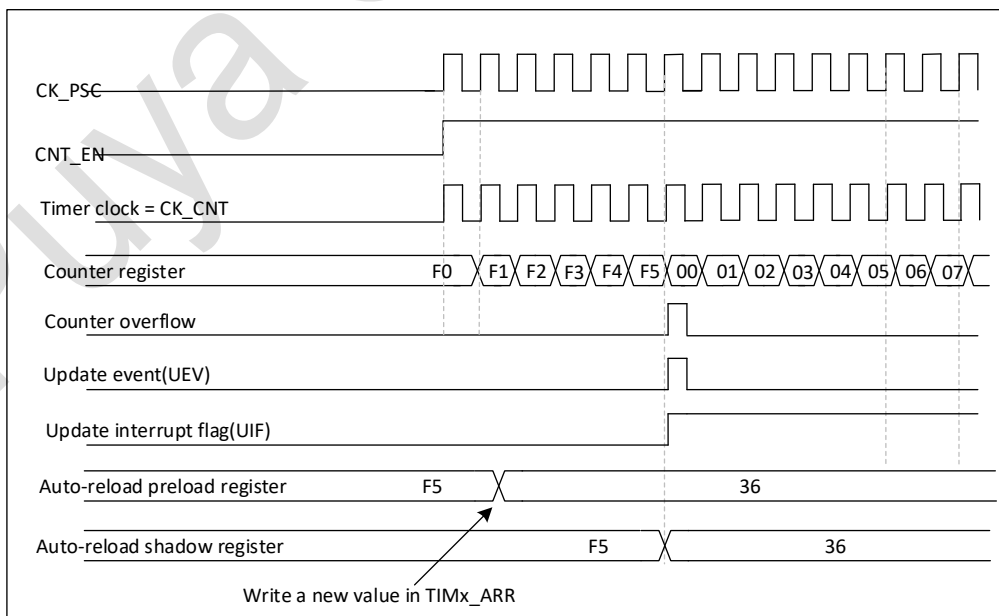 Puya
CK_PSC
CNT_EN
Timer clock = CK_CNT
Counter register F0 F1 F2 F3 F4 F5 00 01 02 03 04 05 06 07
Counter overflow
Update event(UEV)
Update interrupt flag(UIF)
Auto-reload preload register F5 36
Auto-reload shadow register F5 36
Write a new value in TIMx_ARR